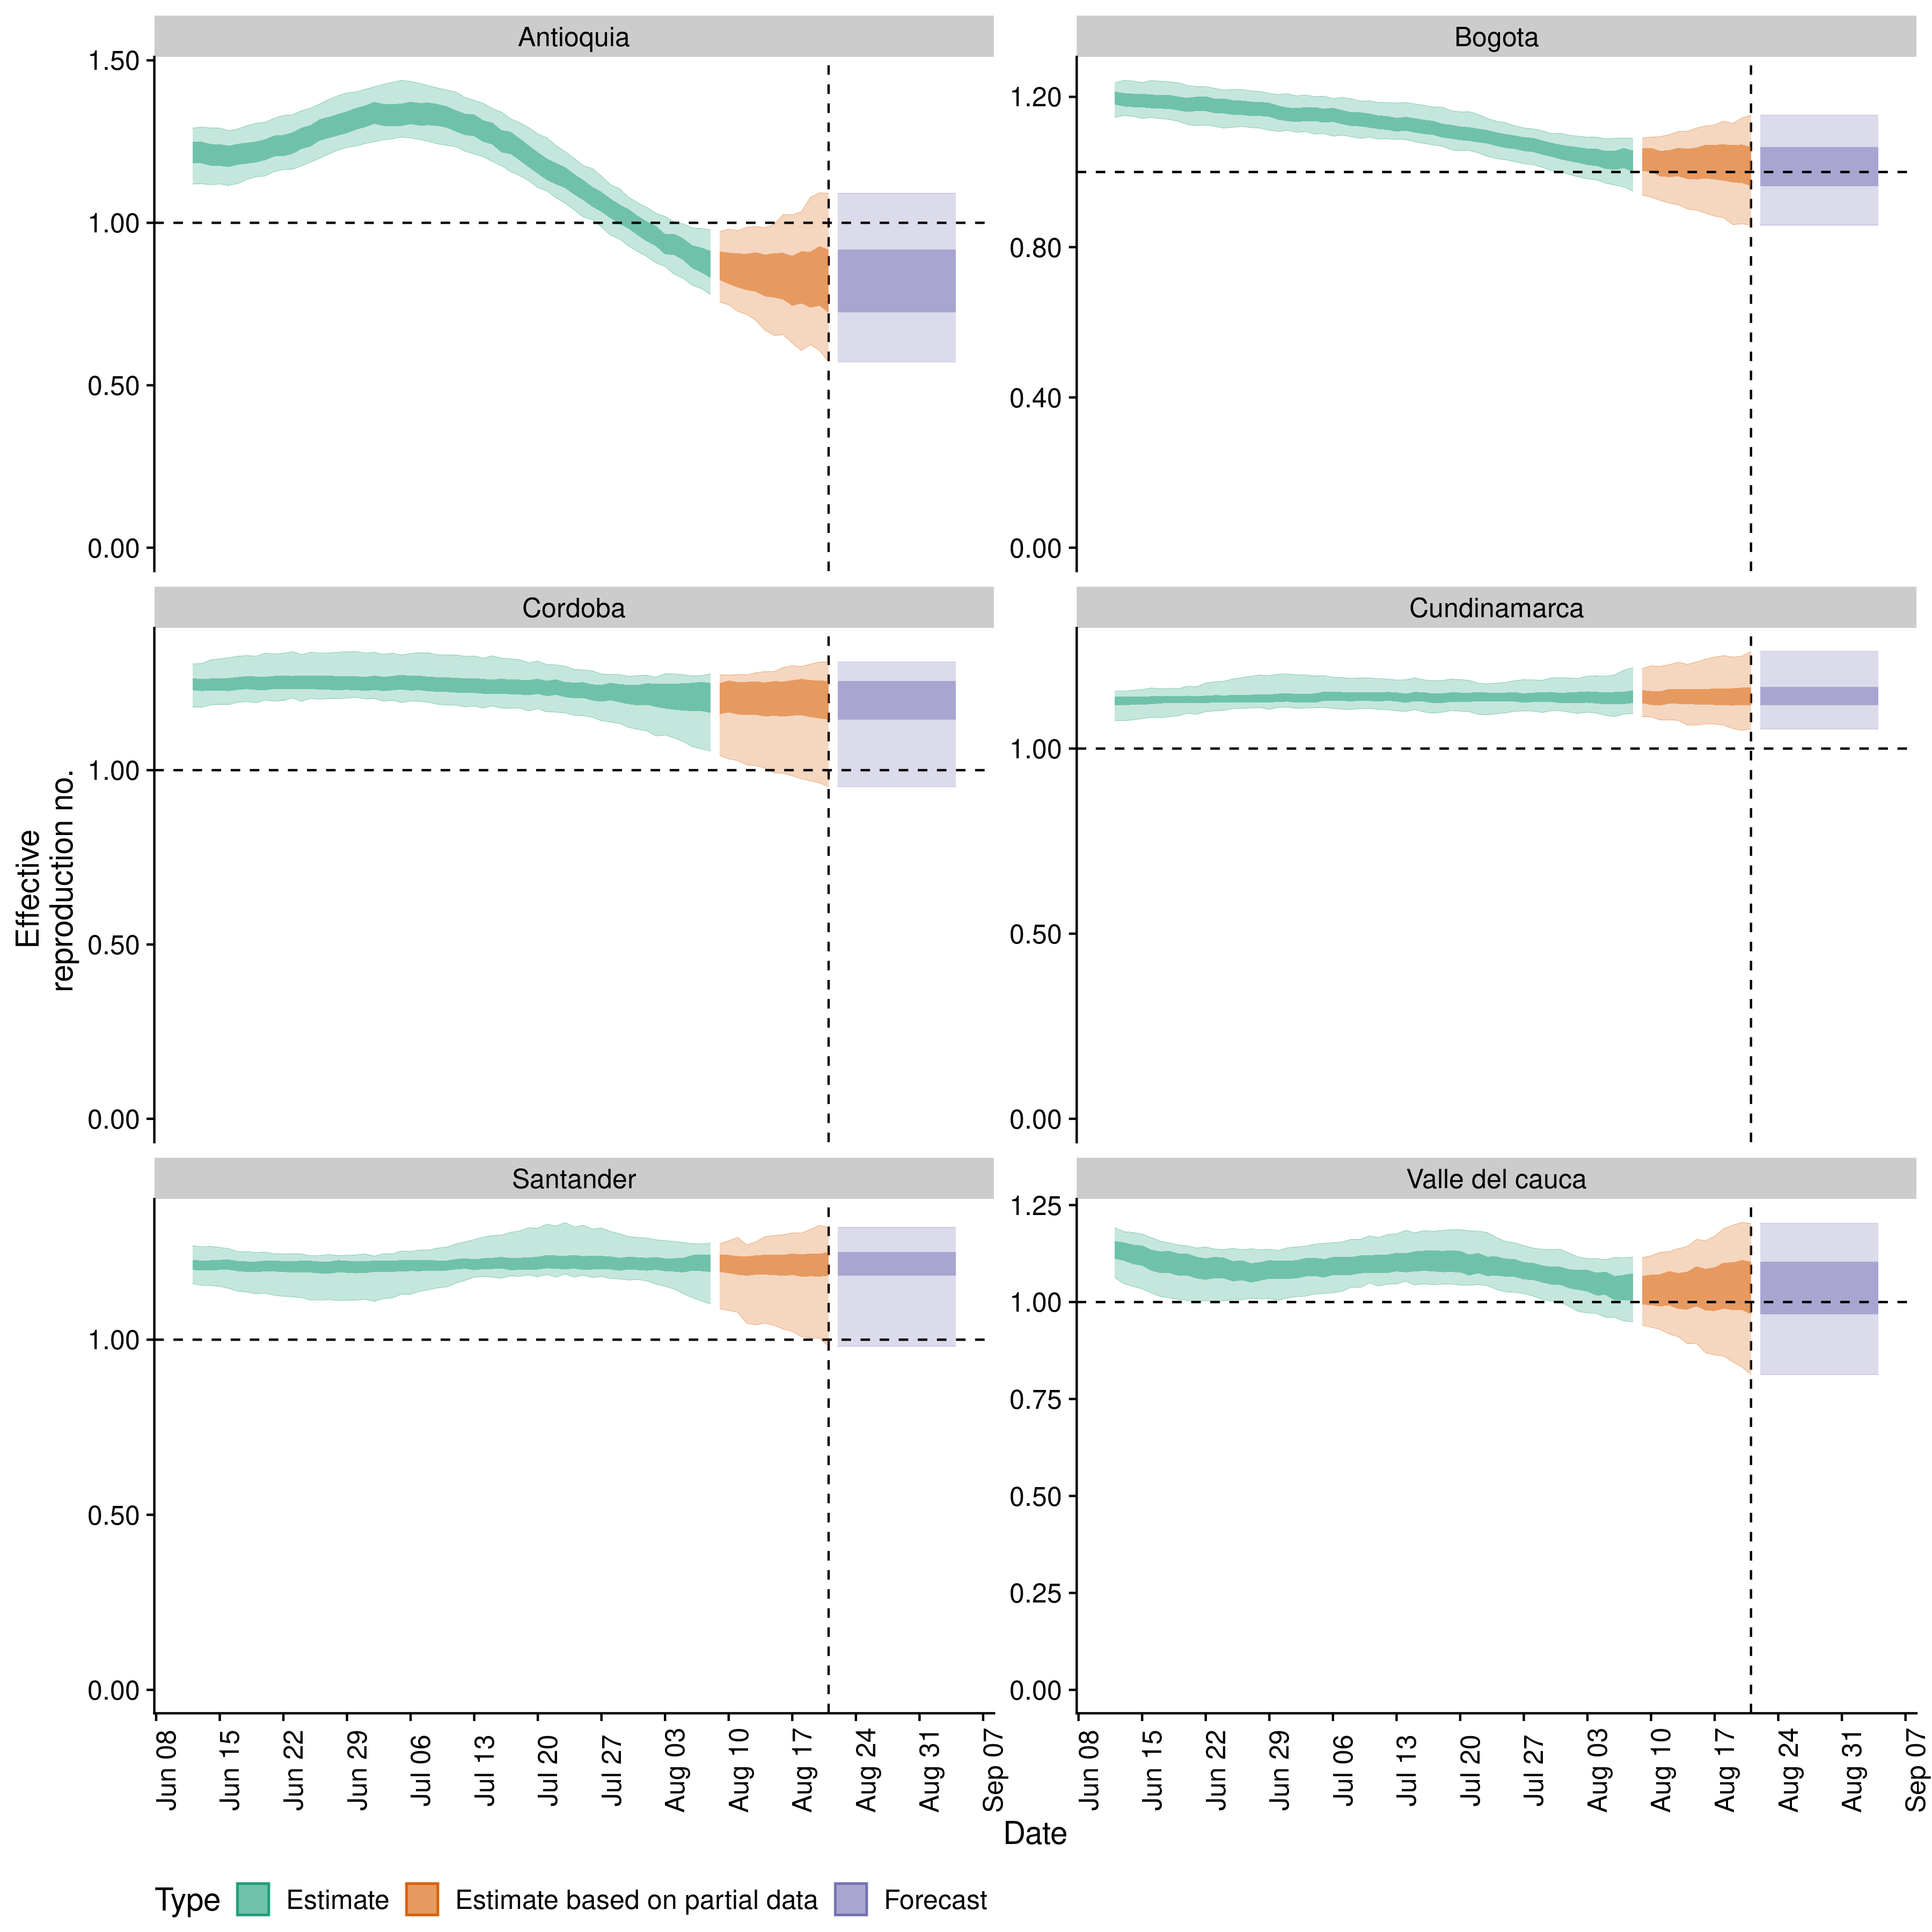 Antioquia
Bogota
1.50
1.00
0.50
0.00
1.20
0.80
0.40
0.00
Cordoba
Cundinamarca
1.00
0.50
0.00
1.00
0.50
0.00
Effective
reproduction no.
Santander
Valle del cauca
1.00
0.50
0.00
1.25
1.00
0.75
0.50
0.25
0.00
Jun 08
Jun 15
Jun 22
Jun 29
Jul 06
Jul 13
Jul 20
Jul 27
Aug 03
Aug 10
Aug 17
Aug 24
Aug 31
Sep 07
Jun 08
Jun 15
Jun 22
Jun 29
Jul 06
Jul 13
Jul 20
Jul 27
Aug 03
Aug 10
Aug 17
Aug 24
Aug 31
Sep 07
Date
Type Estimate Estimate based on partial data Forecast